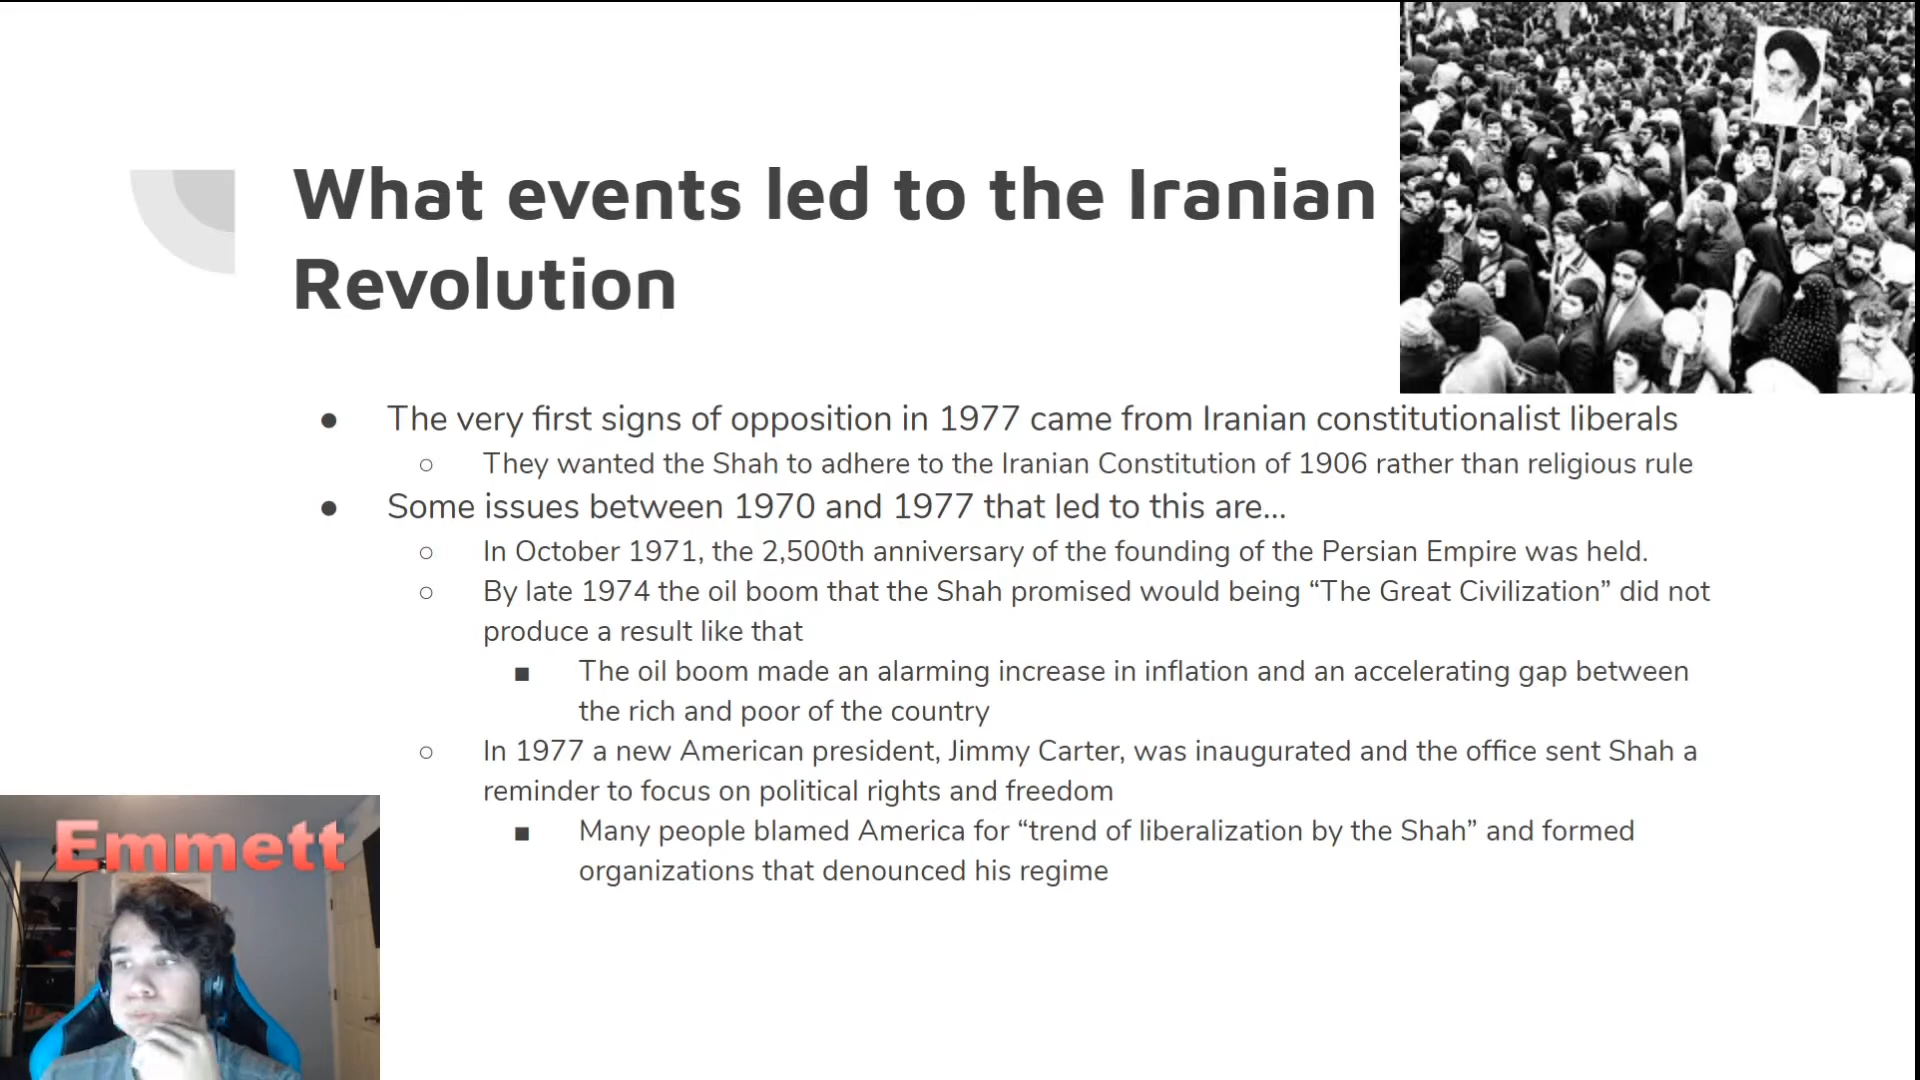 What events led to the Iranian
Revolution
● The very first signs of opposition in 1977 came from Iranian constitutionalist liberals
○ They wanted the Shah to adhere to the Iranian Constitution of 1906 rather than religious rule
● Some issues between 1970 and 1977 that led to this are...
○ In October 1971, the 2,500th anniversary of the founding of the Persian Empire was held.
○ By late 1974 the oil boom that the Shah promised would being “The Great Civilization” did not
produce a result like that
■ The oil boom made an alarming increase in inflation and an accelerating gap between
the rich and poor of the country
○ In 1977 a new American president, Jimmy Carter, was inaugurated and the office sent Shah a
reminder to focus on political rights and freedom
■ Many people blamed America for “trend of liberalization by the Shah” and formed
organizations that denounced his regime
Emmett